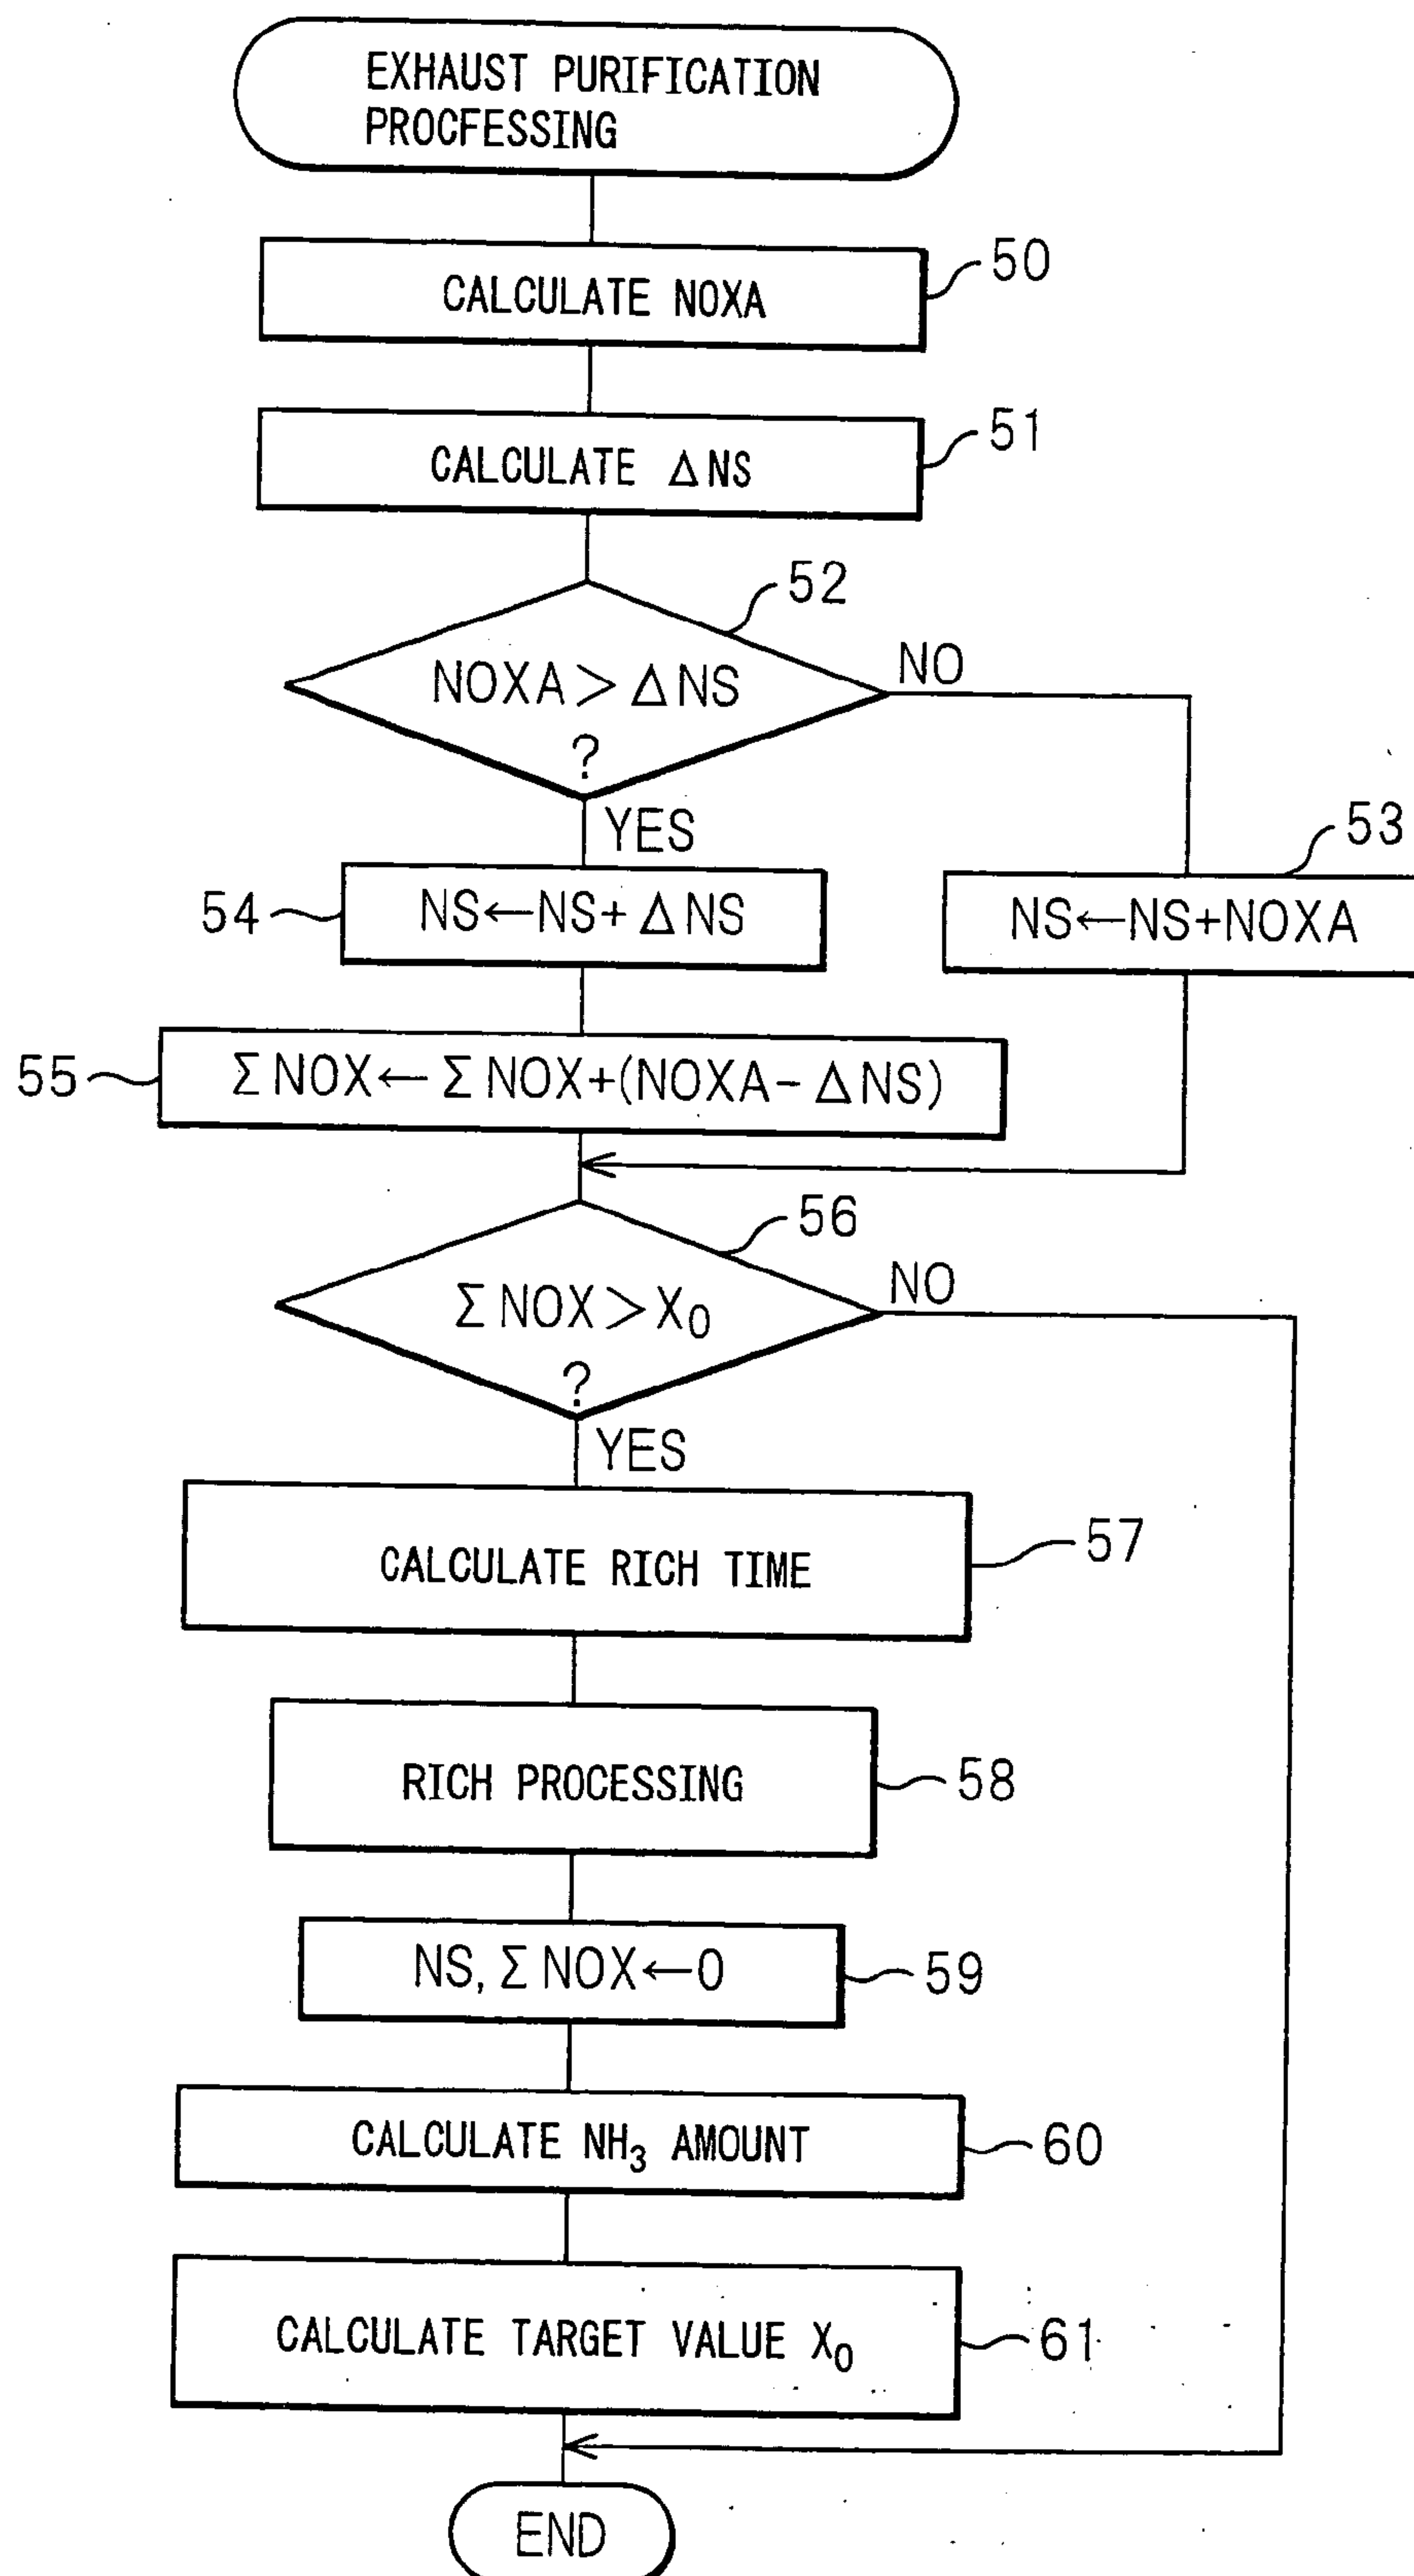 EXHAUST PURIFICATION
PROCFESSING
CALCULATE NOXA
50
CALCULATE ΔNS
51
52
NOXA>ΔNS
?
NO
YES
53
NS←NS+NOXA
54
NS←NS+ΔNS
55
ΣNOX←ΣNOX+(NOXA-ΔNS)
56
ΣNOX>X₀
?
NO
YES
CALCULATE RICH TIME
57
RICH PROCESSING
58
NS,ΣNOX←0
59
CALCULATE NH₃ AMOUNT
60
CALCULATE TARGET VALUE X₀
61
END